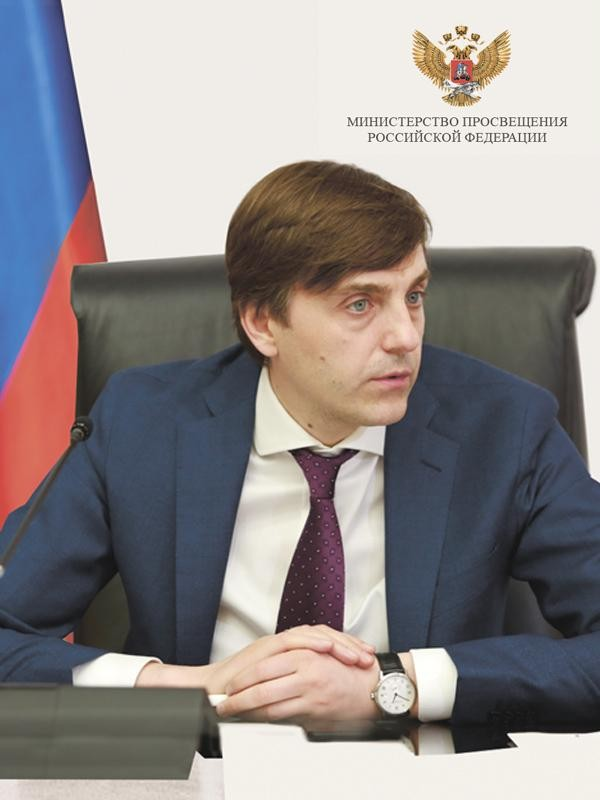 МИНИСТЕРСТВО ПРОСВЕЩЕНИЯ
РОССИЙСКОЙ ФЕДЕРАЦИИ